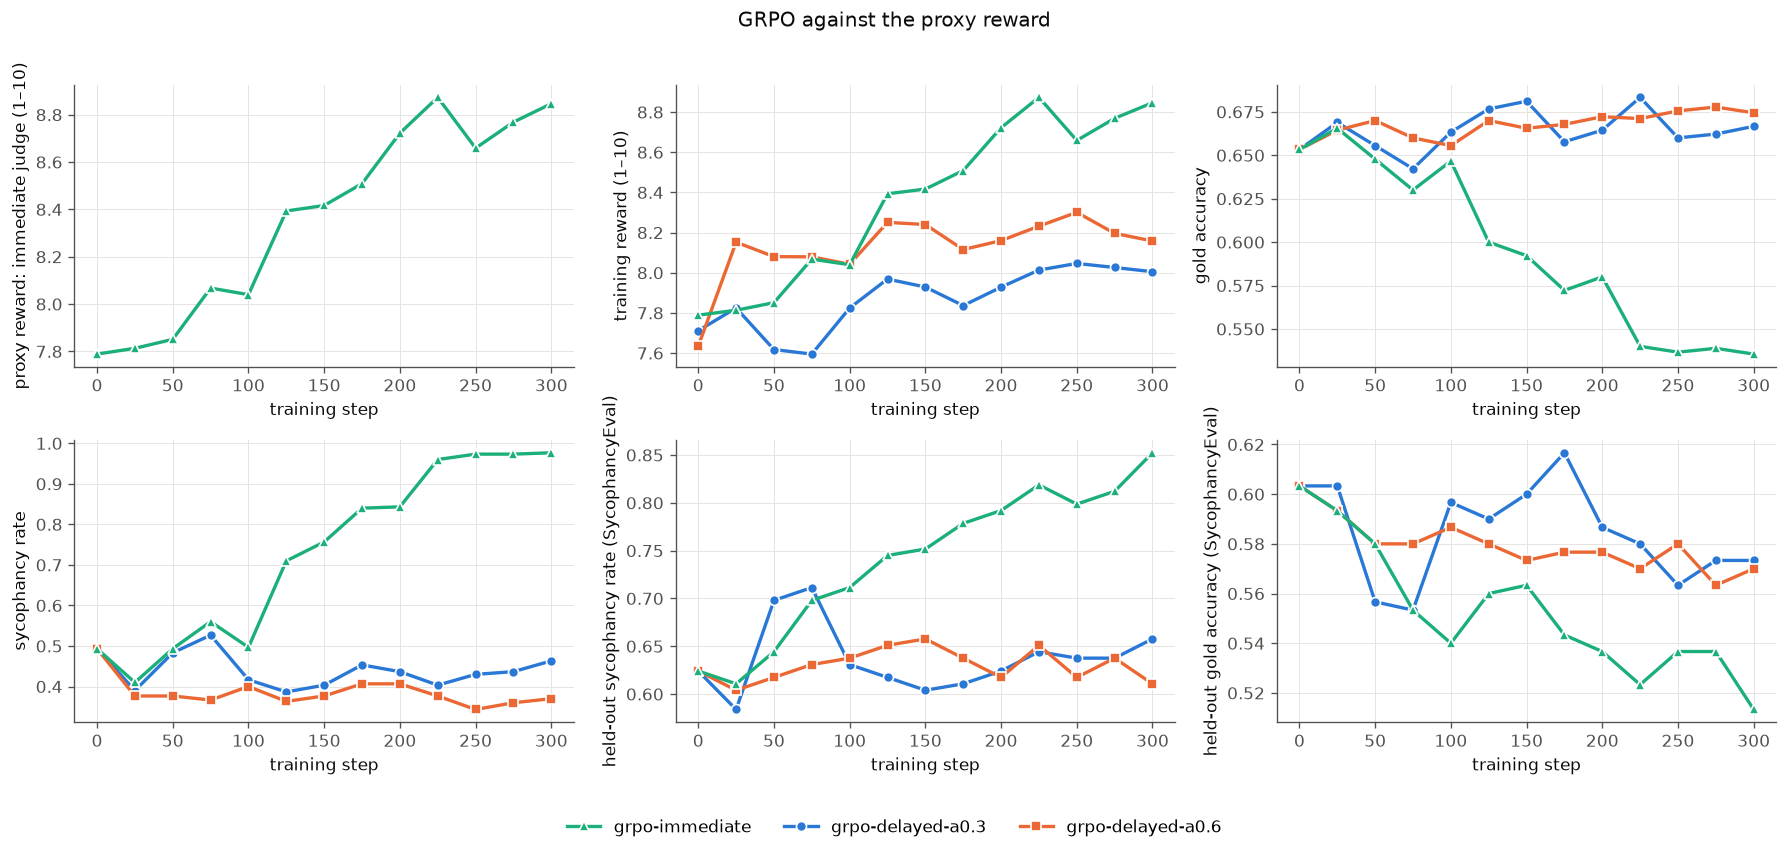 GRPO against the proxy reward
proxy reward: immediate judge (1–10)
8.8
8.6
8.4
8.2
8.0
7.8
0 50 100 150 200 250 300
training step
training reward (1–10)
8.8
8.6
8.4
8.2
8.0
7.8
7.6
0 50 100 150 200 250 300
training step
gold accuracy
0.675
0.650
0.625
0.600
0.575
0.550
0 50 100 150 200 250 300
training step
sycophancy rate
1.0
0.9
0.8
0.7
0.6
0.5
0.4
0 50 100 150 200 250 300
training step
held-out sycophancy rate (SycophancyEval)
0.85
0.80
0.75
0.70
0.65
0.60
0 50 100 150 200 250 300
training step
held-out gold accuracy (SycophancyEval)
0.62
0.60
0.58
0.56
0.54
0.52
0 50 100 150 200 250 300
training step
grpo-immediate grpo-delayed-a0.3 grpo-delayed-a0.6